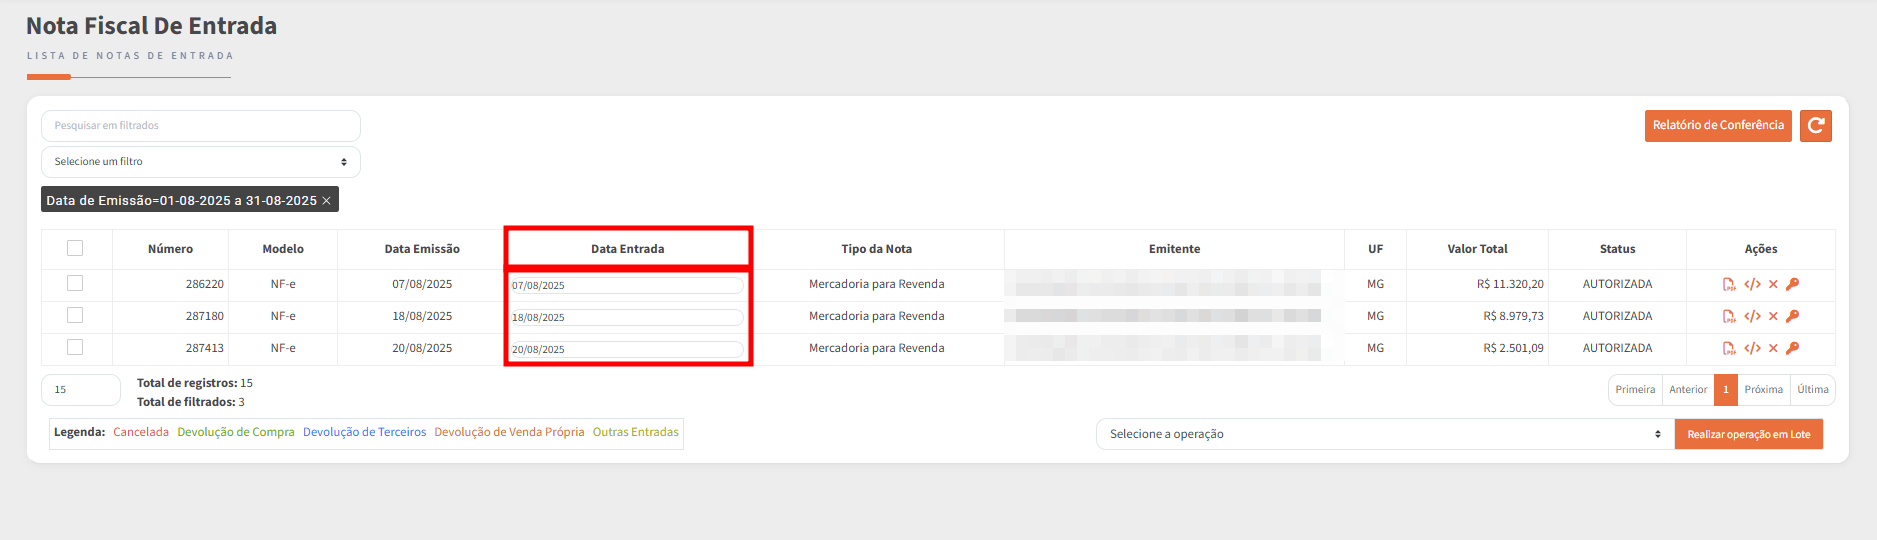 Nota Fiscal De Entrada
LISTA DE NOTAS DE ENTRADA
Pesquisar em filtrados
Relatório de Conferência
Selecione um filtro
Data de Emissão=01-08-2025 a 31-08-2025 ×
Número Modelo Data Emissão Data Entrada Tipo da Nota Emitente UF Valor Total Status Ações
286220 NF-e 07/08/2025 07/08/2025 Mercadoria para Revenda MG R$ 11.320,20 AUTORIZADA
287180 NF-e 18/08/2025 18/08/2025 Mercadoria para Revenda MG R$ 8.979,73 AUTORIZADA
287413 NF-e 20/08/2025 20/08/2025 Mercadoria para Revenda MG R$ 2.501,09 AUTORIZADA
15 Total de registros: 15 Primeira Anterior 1 Próxima Última
Total de filtrados: 3
Legenda: Cancelada Devolução de Compra Devolução de Terceiros Devolução de Venda Própria Outras Entradas Selecione a operação Realizar operação em Lote